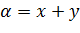 α = x + y